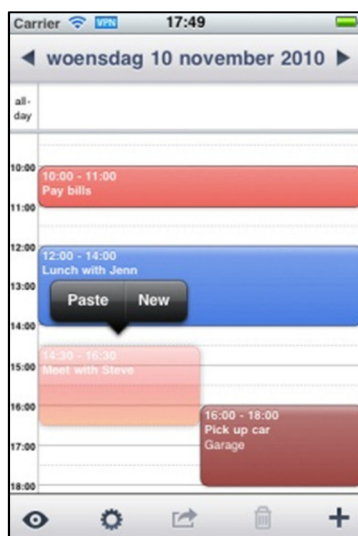 Carrier VPN 17:49
woensdag 10 november 2010
all-
day
10:00
10:00 - 11:00
Pay bills
11:00
12:00
12:00 - 14:00
Lunch with Jenn
13:00
Paste New
14:00
14:30 - 16:30
15:00
Meet with Steve
16:00
16:00 - 18:00
Pick up car
Garage
17:00
18:00